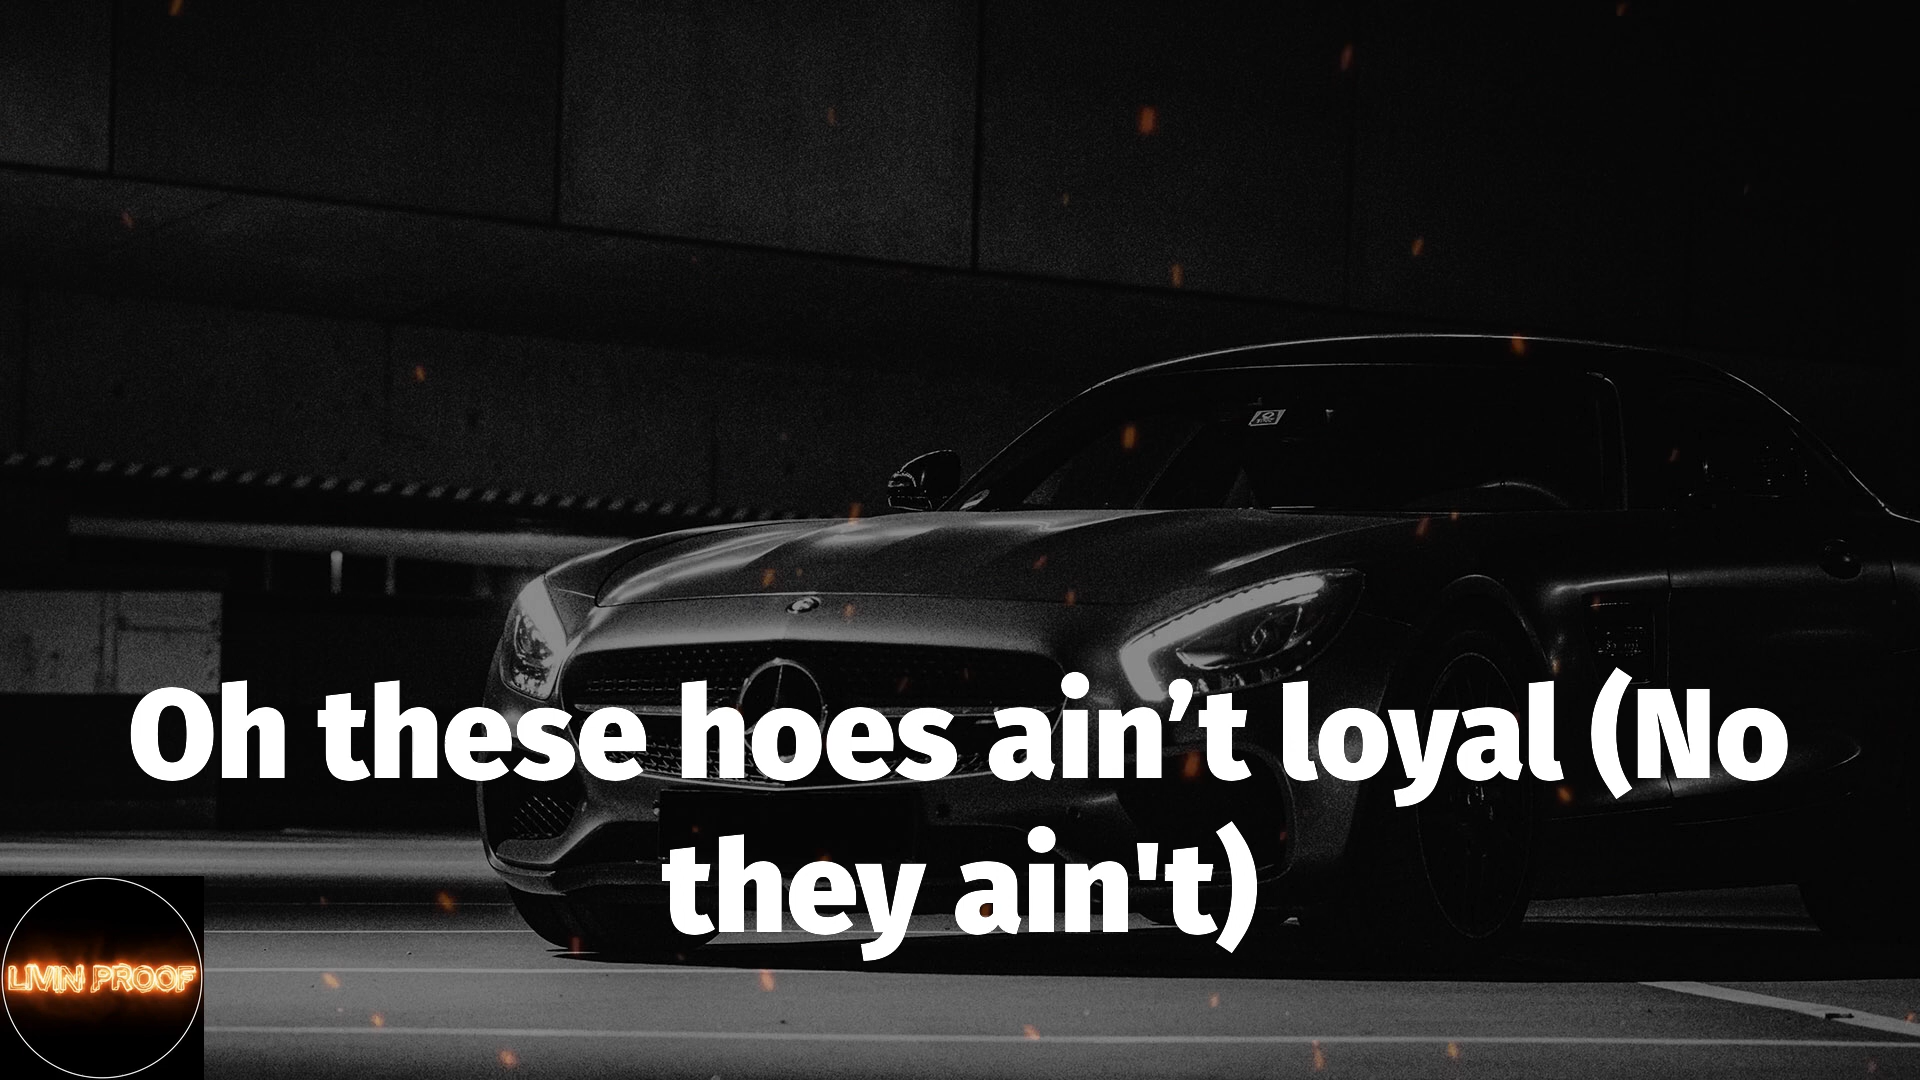 Oh these hoes ain’t loyal (No
they ain't)
LIVIN PROOF